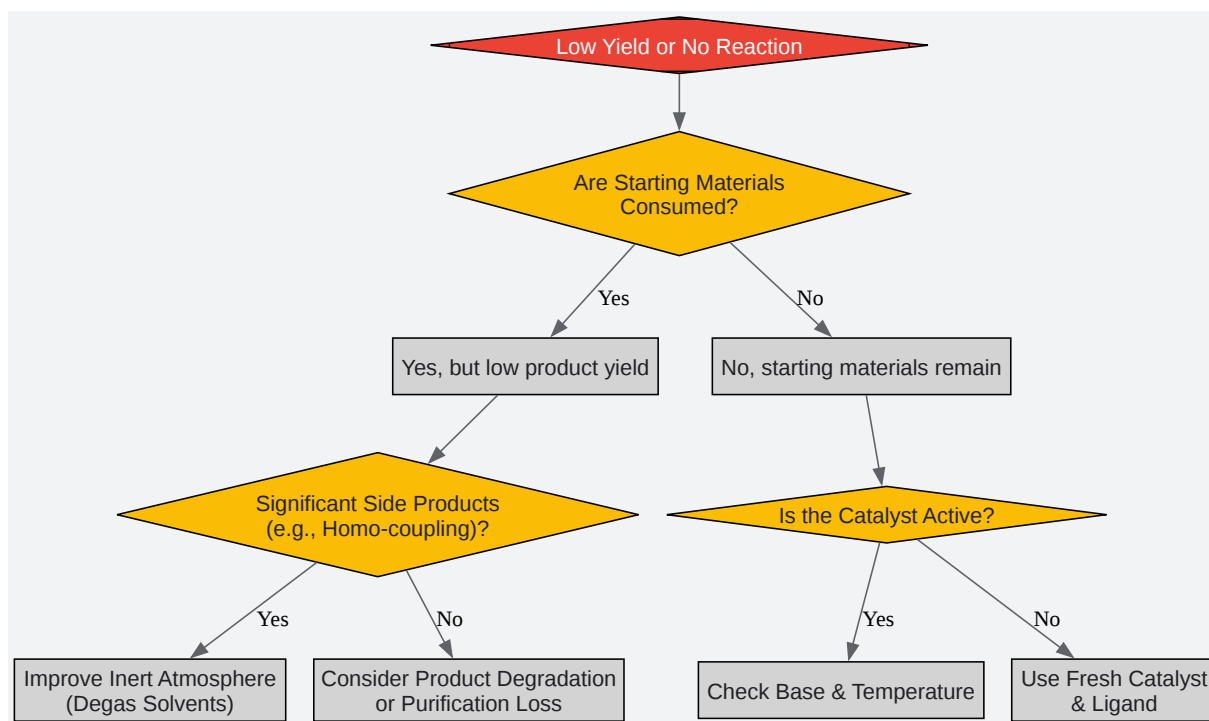 Low Yield or No Reaction
Are Starting Materials
Consumed?
Yes
No
Yes, but low product yield
No, starting materials remain
Significant Side Products
(e.g., Homo-coupling)?
Is the Catalyst Active?
Yes
No
Yes
No
Improve Inert Atmosphere
(Degas Solvents)
Consider Product Degradation
or Purification Loss
Check Base & Temperature
Use Fresh Catalyst
& Ligand